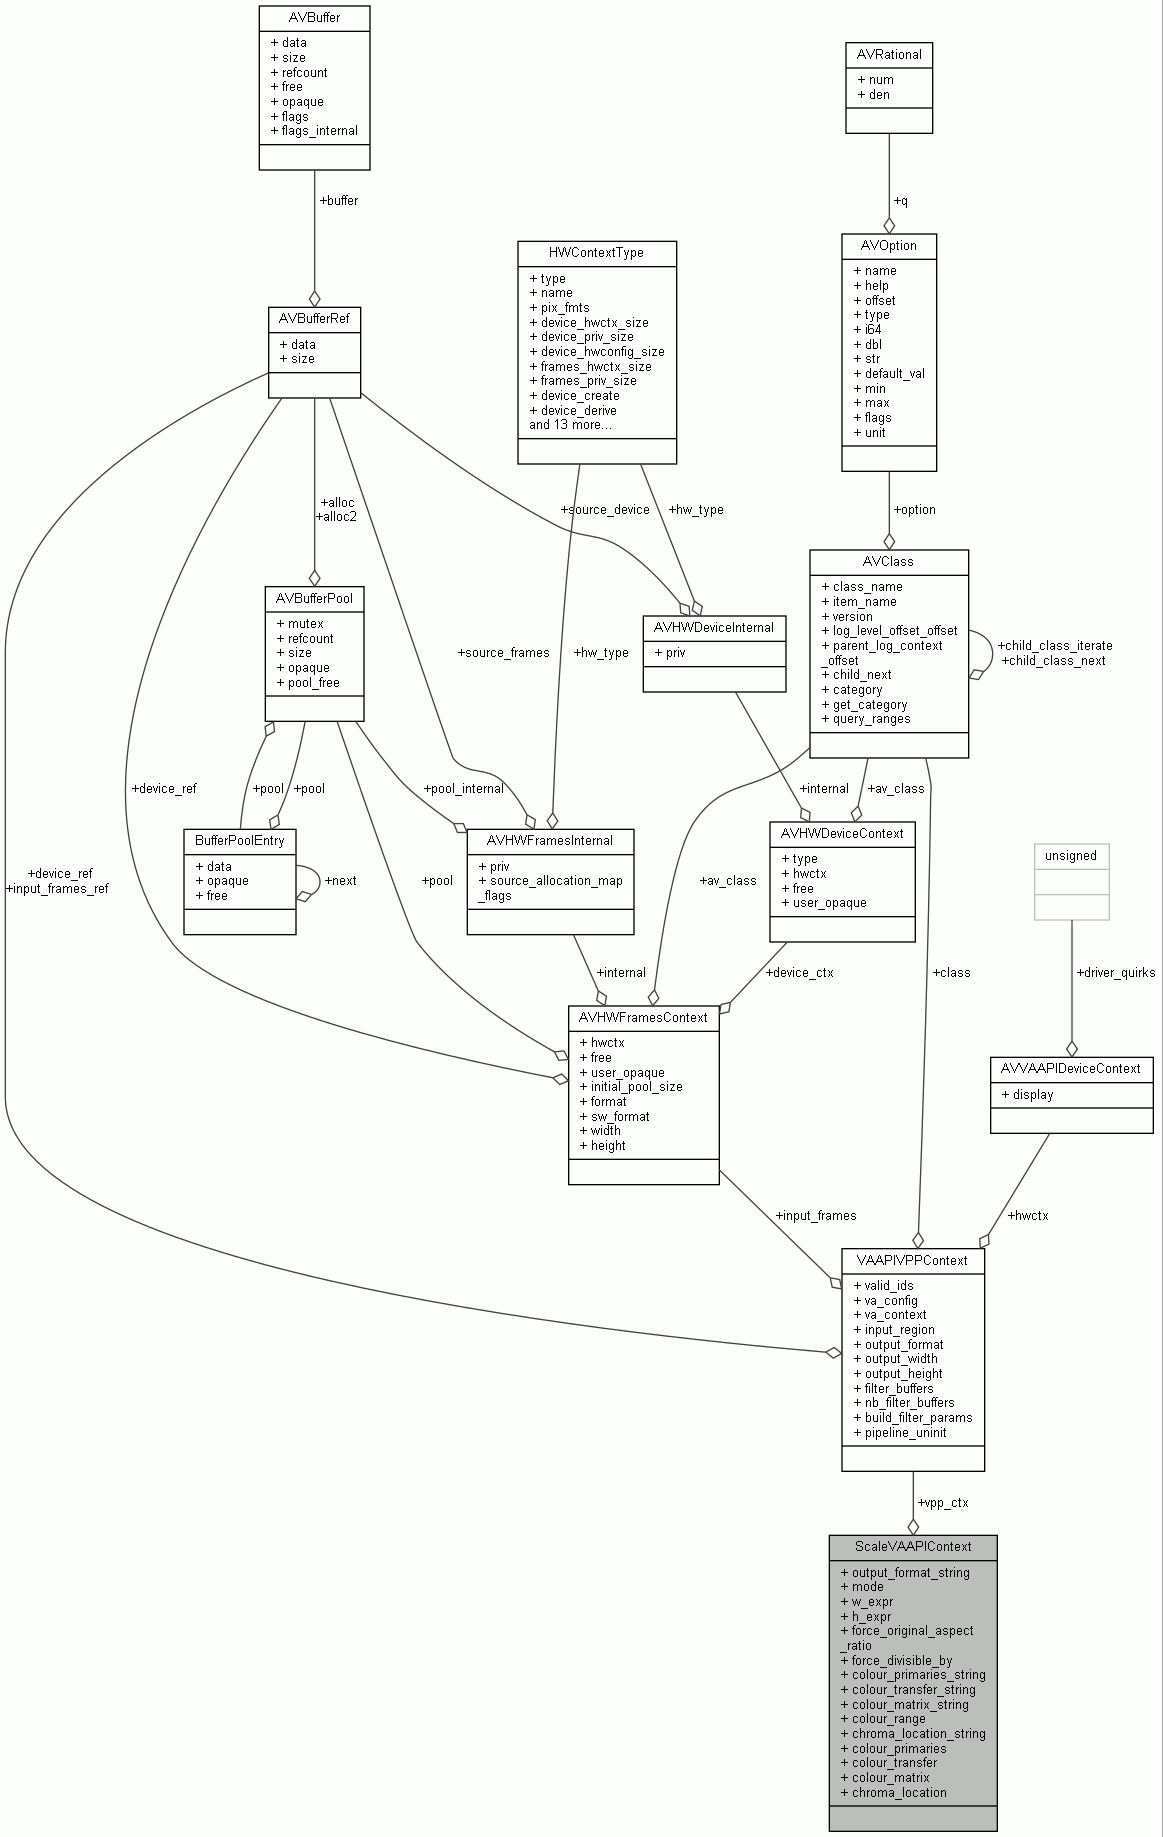 AVBuffer
+ data
+ size
+ refcount
+ free
+ opaque
+ flags
+ flags_internal
AVRational
+ num
+ den
+buffer
+q
AVOption
+ name
+ help
+ offset
+ type
+ i64
+ dbl
+ str
+ default_val
+ min
+ max
+ flags
+ unit
HWContextType
+ type
+ name
+ pix_fmts
+ device_hwctx_size
+ device_priv_size
+ device_hwconfig_size
+ frames_hwctx_size
+ frames_priv_size
+ device_create
+ device_derive
and 13 more...
AVBufferRef
+ data
+ size
+alloc
+alloc2
+source_device
+hw_type
+option
AVClass
+ class_name
+ item_name
+ version
+ log_level_offset_offset
+ parent_log_context
_offset
+ child_next
+ category
+ get_category
+ query_ranges
+child_class_iterate
+child_class_next
AVBufferPool
+ mutex
+ refcount
+ size
+ opaque
+ pool_free
AVHWDeviceInternal
+ priv
+source_frames
+hw_type
+device_ref
+pool
+pool
+pool_internal
+internal
+av_class
BufferPoolEntry
+ data
+ opaque
+ free
+next
AVHWFramesInternal
+ priv
+ source_allocation_map
_flags
AVHWDeviceContext
+ type
+ hwctx
+ free
+ user_opaque
unsigned
+device_ref
+input_frames_ref
+pool
+av_class
+internal
+device_ctx
+class
+driver_quirks
AVHWFramesContext
+ hwctx
+ free
+ user_opaque
+ initial_pool_size
+ format
+ sw_format
+ width
+ height
AVVAAPIDeviceContext
+ display
+input_frames
+hwctx
VAAPIVPPContext
+ valid_ids
+ va_config
+ va_context
+ input_region
+ output_format
+ output_width
+ output_height
+ filter_buffers
+ nb_filter_buffers
+ build_filter_params
+ pipeline_uninit
+vpp_ctx
ScaleVAAPIContext
+ output_format_string
+ mode
+ w_expr
+ h_expr
+ force_original_aspect
_ratio
+ force_divisible_by
+ colour_primaries_string
+ colour_transfer_string
+ colour_matrix_string
+ colour_range
+ chroma_location_string
+ colour_primaries
+ colour_transfer
+ colour_matrix
+ chroma_location